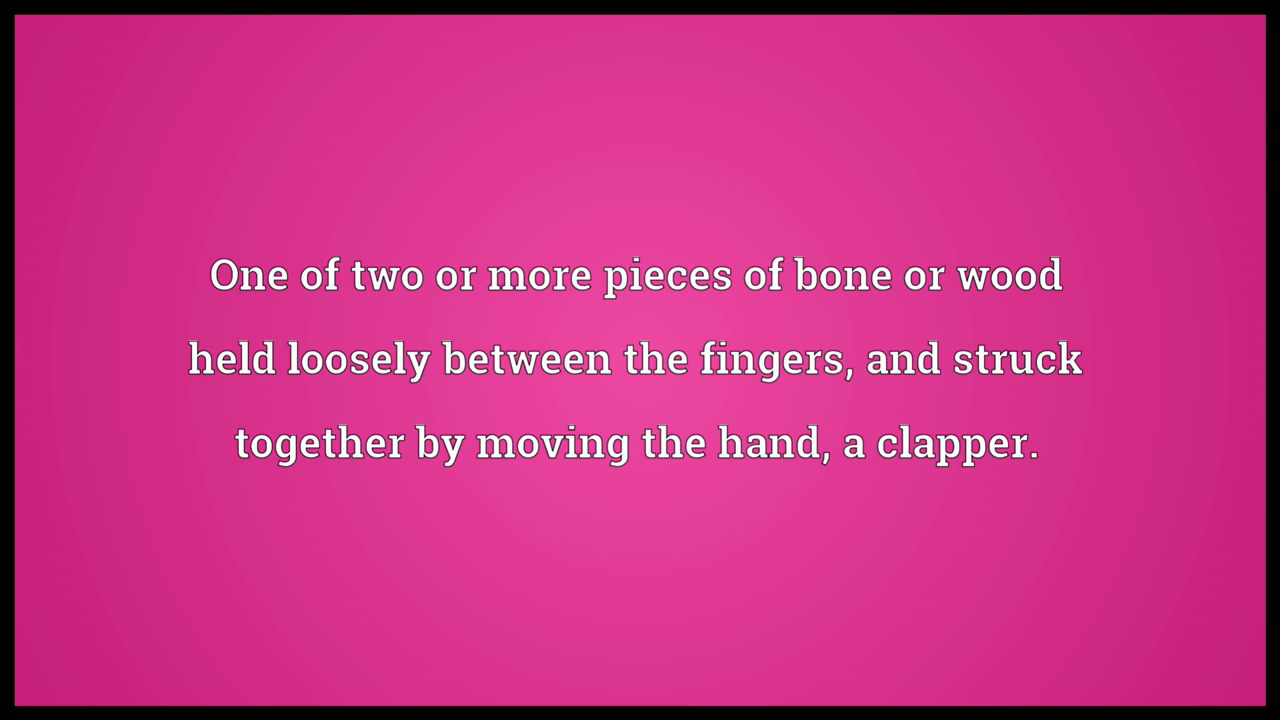 One of two or more pieces of bone or wood
held loosely between the fingers, and struck
together by moving the hand, a clapper.